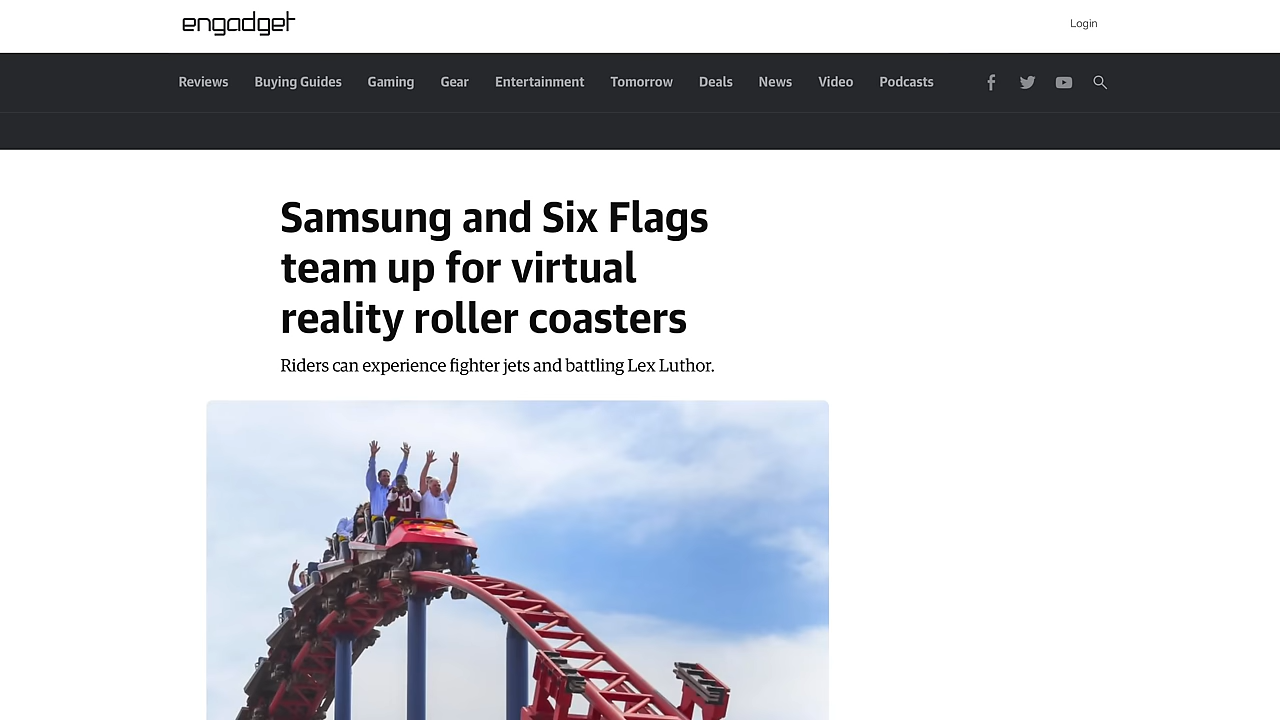 engadget
Login
Reviews Buying Guides Gaming Gear Entertainment Tomorrow Deals News Video Podcasts
Samsung and Six Flags
team up for virtual
reality roller coasters
Riders can experience fighter jets and battling Lex Luthor.
10